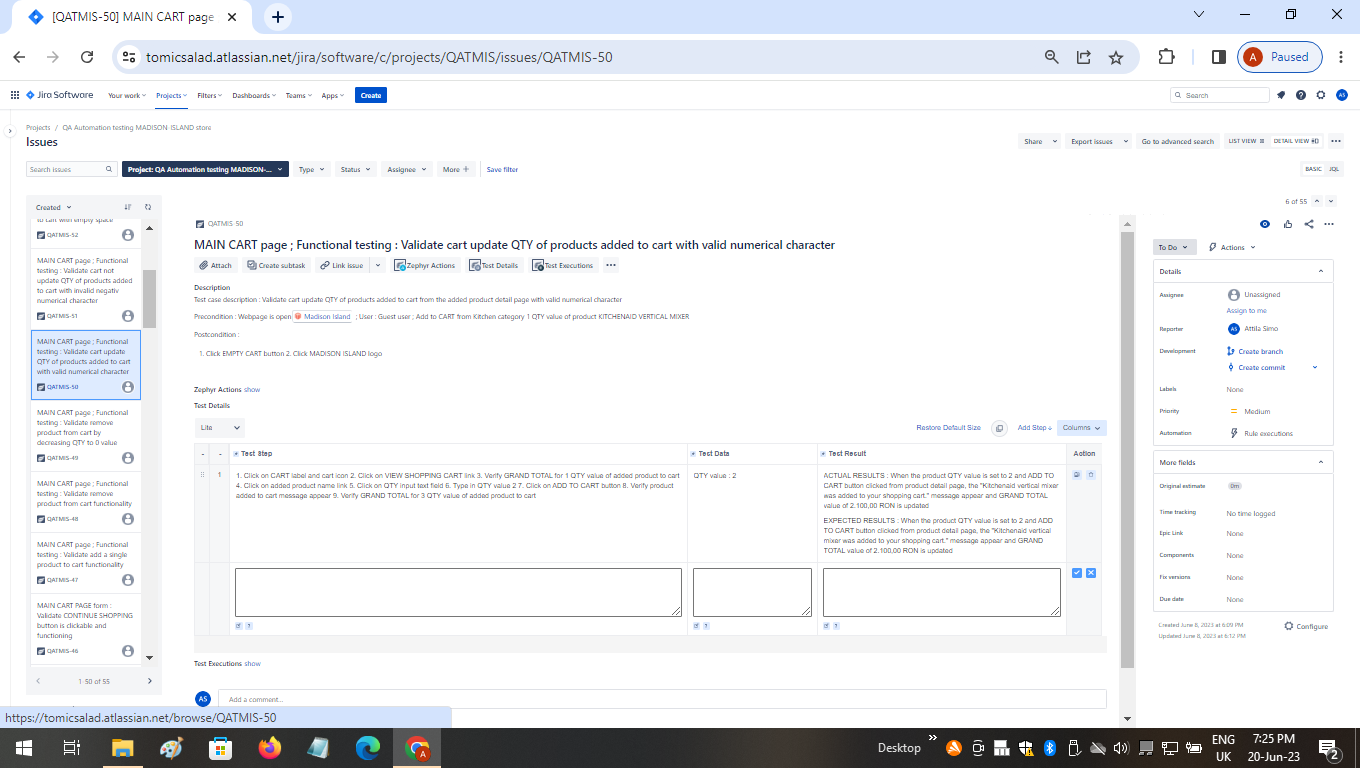 [QATMIS-50] MAIN CART page
tomicsalad.atlassian.net/jira/software/c/projects/QATMIS/issues/QATMIS-50
A Paused
Jira Software Your work Projects Filters Dashboards Teams Apps Create Search AS
Projects / QA Automation testing MADISON ISLAND store
Issues
Share Export issues Go to advanced search LIST VIEW DETAIL VIEW
Search issues Project: QA Automation testing MADISON-... Type Status Assignee More + Save filter BASIC JQL
Created
to cart with empty space
QATMIS-52
MAIN CART page ; Functional
testing : Validate cart not
update QTY of products added
to cart with invalid negativ
numerical character
QATMIS-51
MAIN CART page ; Functional
testing : Validate cart update
QTY of products added to cart
with valid numerical character
QATMIS-50
MAIN CART page ; Functional
testing : Validate remove
product from cart by
decreasing QTY to 0 value
QATMIS-49
MAIN CART page ; Functional
testing : Validate remove
product from cart functionality
QATMIS-48
MAIN CART page ; Functional
testing : Validate add a single
product to cart functionality
QATMIS-47
MAIN CART PAGE form :
Validate CONTINUE SHOPPING
button is clickable and
functioning
QATMIS-46
1-50 of 55
6 of 55
QATMIS-50
MAIN CART page ; Functional testing : Validate cart update QTY of products added to cart with valid numerical character
Attach Create subtask Link issue Zephyr Actions Test Details Test Executions
Description
Test case description : Validate cart update QTY of products added to cart from the added product detail page with valid numerical character
Precondition : Webpage is open Madison Island ; User : Guest user ; Add to CART from Kitchen category 1 QTY value of product KITCHENAID VERTICAL MIXER
Postcondition :
1. Click EMPTY CART button 2. Click MADISON ISLAND logo
Zephyr Actions show
Test Details
Lite Restore Default Size Add Step Columns
- - Test Step Test Data Test Result Action
1
1. Click on CART label and cart icon 2. Click on VIEW SHOPPING CART link 3. Verify GRAND TOTAL for 1 QTY value of added product to cart
4. Click on added product name link 5. Click on QTY input text field 6. Type in QTY value 2 7. Click on ADD TO CART button 8. Verify product
added to cart message appear 9. Verify GRAND TOTAL for 3 QTY value of added product to cart
QTY value : 2
ACTUAL RESULTS : When the product QTY value is set to 2 and ADD TO
CART button clicked from product detail page, the "Kitchenaid vertical mixer
was added to your shopping cart." message appear and GRAND TOTAL
value of 2.100,00 RON is updated
EXPECTED RESULTS : When the product QTY value is set to 2 and ADD
TO CART button clicked from product detail page, the "Kitchenaid vertical
mixer was added to your shopping cart." message appear and GRAND
TOTAL value of 2.100,00 RON is updated
Test Executions show
AS Add a comment...
To Do Actions
Details
Assignee Unassigned
Assign to me
Reporter AS Attila Simo
Development Create branch
Create commit
Labels None
Priority Medium
Automation Rule executions
More fields
Original estimate 0m
Time tracking No time logged
Epic Link None
Components None
Fix versions None
Due date None
Created June 8, 2023 at 6:09 PM
Updated June 8, 2023 at 6:12 PM
Configure
https://tomicsalad.atlassian.net/browse/QATMIS-50
Desktop
ENG
UK
7:25 PM
20-Jun-23
2